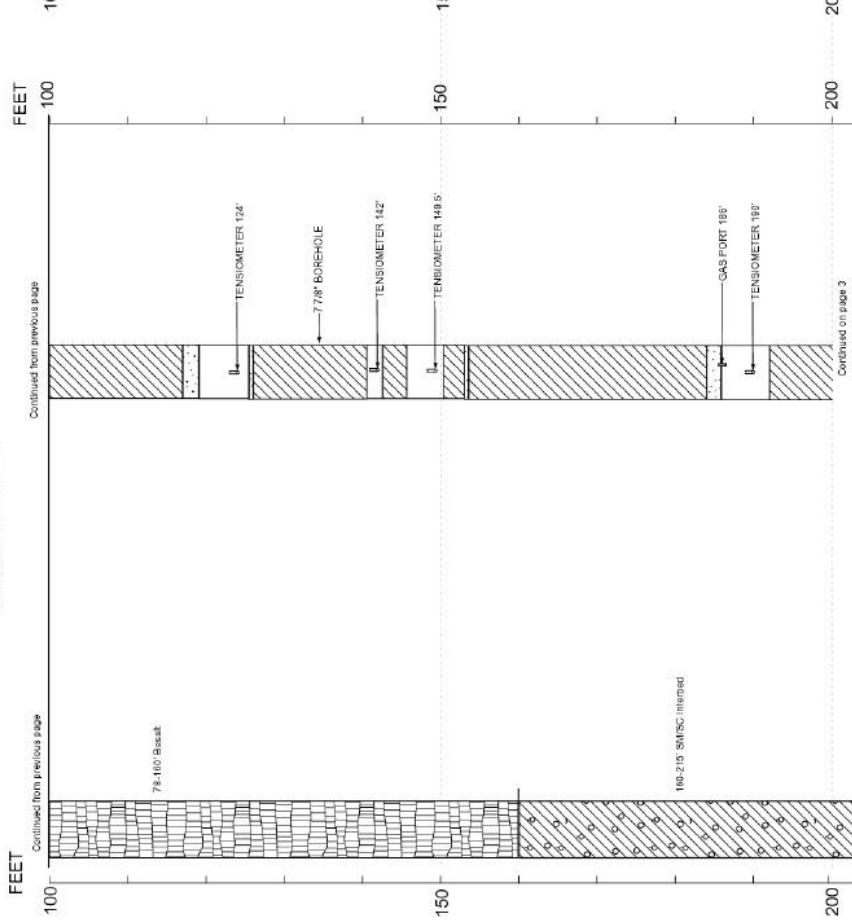 FEET
FEET
Continued from previous page
Continued from previous page
100
100
TENSIOMETER 124'
78-160' Basalt
7 7/8" BOREHOLE
TENSIOMETER 142'
TENSIOMETER 149.5'
150
150
160-215' SM/SC Interbed
GAS PORT 186'
TENSIOMETER 190'
200
200
Continued on page 3